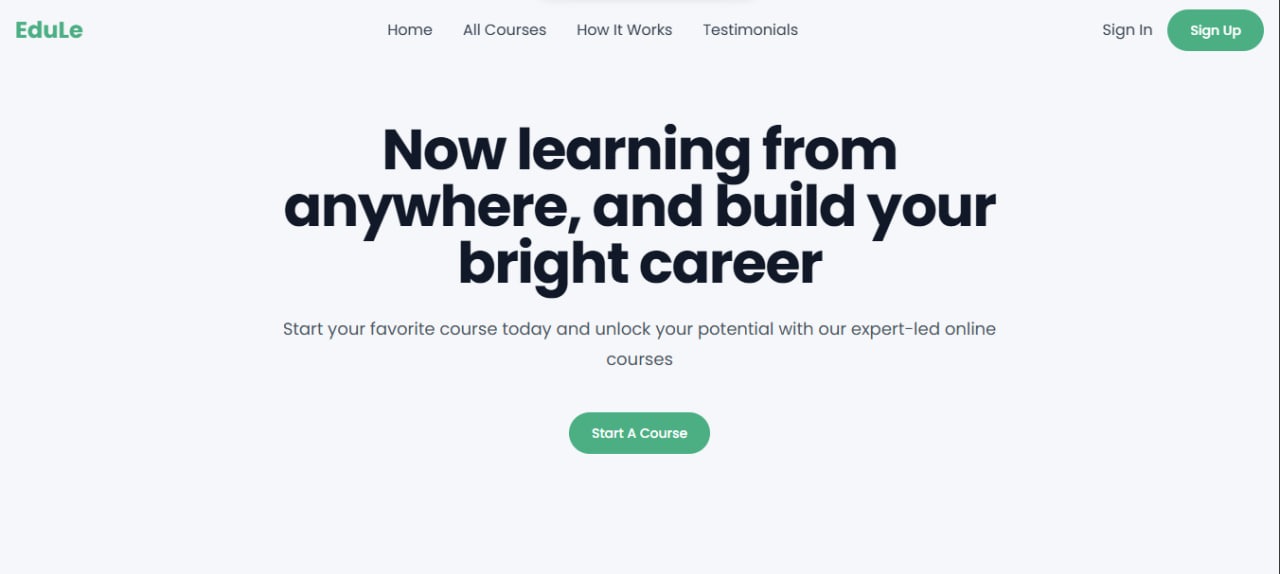 EduLe
Home
All Courses
How It Works
Testimonials
Sign In
Sign Up
Now learning from
anywhere, and build your
bright career
Start your favorite course today and unlock your potential with our expert-led online
courses
Start A Course